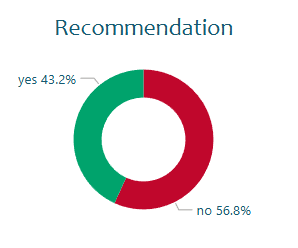 Recommendation
yes 43.2%
no 56.8%